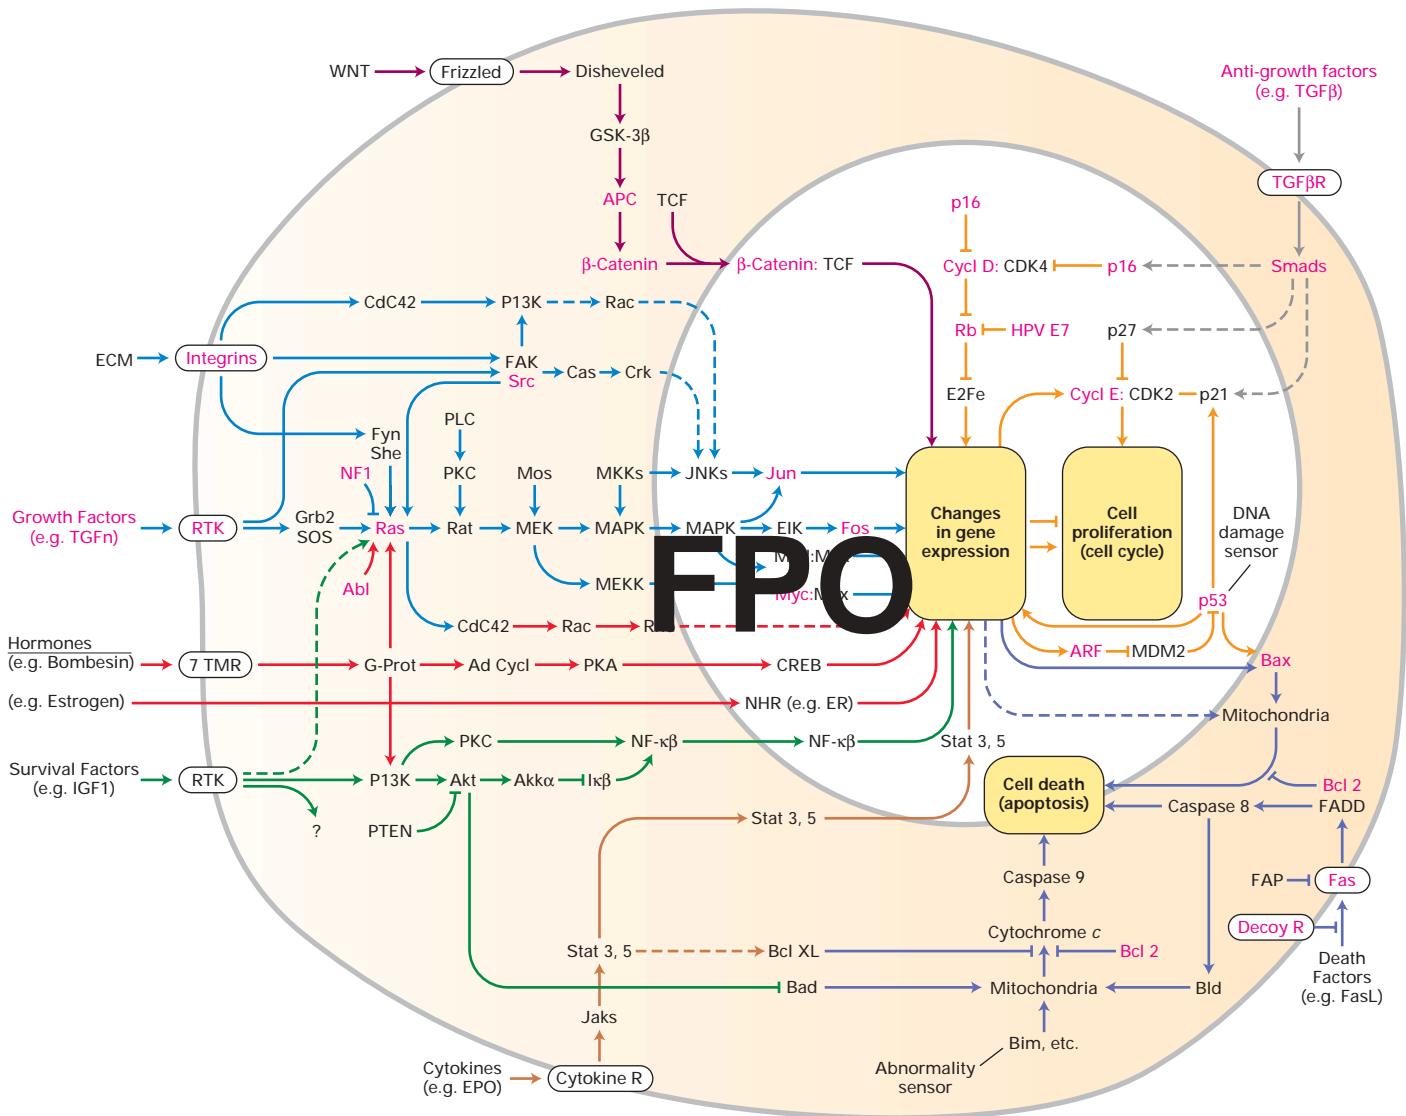 WNT
Frizzled
Disheveled
Anti-growth factors
(e.g. TGFβ)
GSK-3β
TGFβR
APC
TCF
p16
β-Catenin
β-Catenin: TCF
Cycl D: CDK4
p16
Smads
CdC42
P13K
Rac
Rb
HPV E7
p27
ECM
Integrins
FAK
Src
Cas
Crk
E2Fe
Cycl E: CDK2
p21
PLC
Fyn
She
NF1
PKC
Mos
MKKs
JNKs
Jun
Growth Factors
(e.g. TGFn)
RTK
Grb2
SOS
Ras
Rat
MEK
MAPK
MAPK
EIK
Fos
Changes
in gene
expression
Cell
proliferation
(cell cycle)
DNA
damage
sensor
FPO
Abl
MEKK
Myc:
p53
CdC42
Rac
Hormones
(e.g. Bombesin)
7 TMR
G-Prot
Ad Cycl
PKA
CREB
ARF
MDM2
Bax
(e.g. Estrogen)
NHR (e.g. ER)
Mitochondria
PKC
NF-κβ
NF-κβ
Stat 3, 5
Survival Factors
(e.g. IGF1)
RTK
P13K
Akt
Akkα
Iκβ
Cell death
(apoptosis)
Bcl 2
?
PTEN
Stat 3, 5
Caspase 8
FADD
Caspase 9
FAP
Fas
Cytochrome c
Decoy R
Stat 3, 5
Bcl XL
Bcl 2
Death
Factors
(e.g. FasL)
Bad
Mitochondria
Bld
Jaks
Bim, etc.
Abnormality
sensor
Cytokines
(e.g. EPO)
Cytokine R